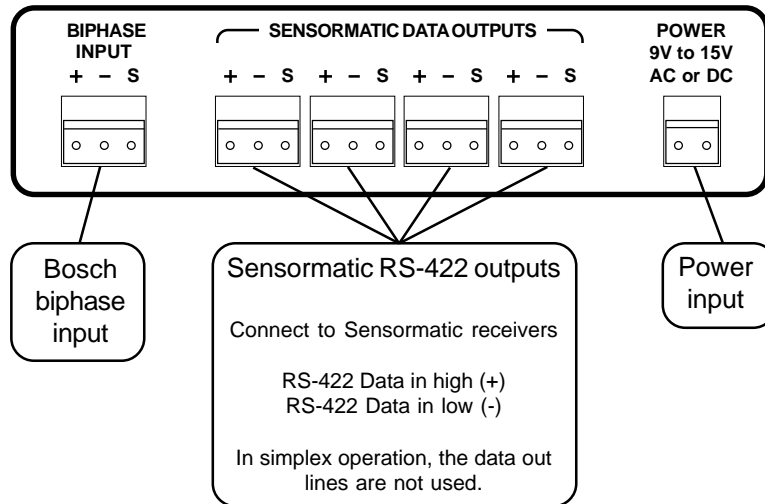 BIPHASE
INPUT
+ – S
SENSORMATIC DATA OUTPUTS
+ – S + – S + – S + – S
POWER
9V to 15V
AC or DC
Bosch
biphase
input
Sensormatic RS-422 outputs
Connect to Sensormatic receivers
RS-422 Data in high (+)
RS-422 Data in low (-)
In simplex operation, the data out
lines are not used.
Power
input